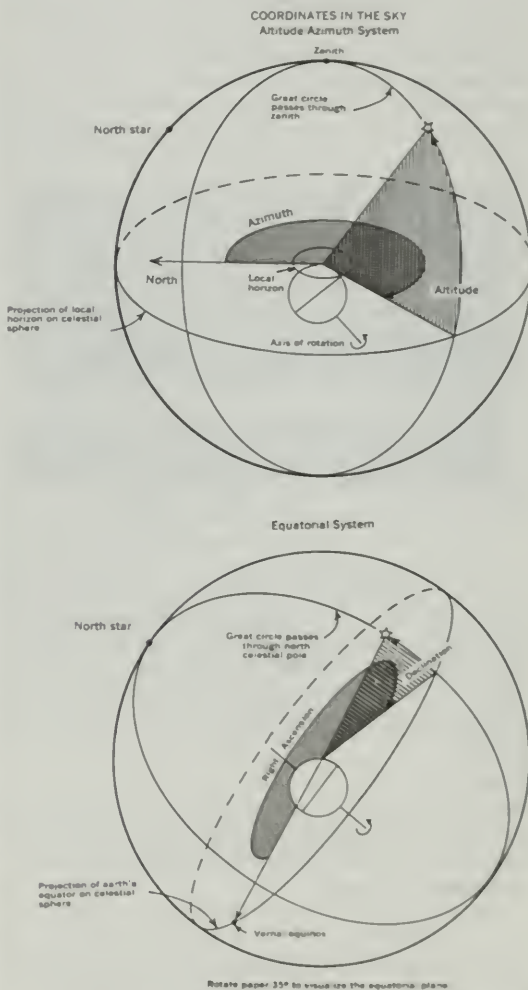 COORDINATES IN THE SKY
Altitude Azimuth System
Zenith
Great circle
passes through
zenith
North star
Azimuth
North
Local
horizon
Altitude
Projection of local
horizon on celestial
sphere
Axis of rotation
Equatorial System
North star
Great circle passes
through north
celestial pole
Declination
Right Ascension
Projection of earth's
equator on celestial
sphere
Vernal equinox
Rotate paper 35° to visualize the equatorial plane